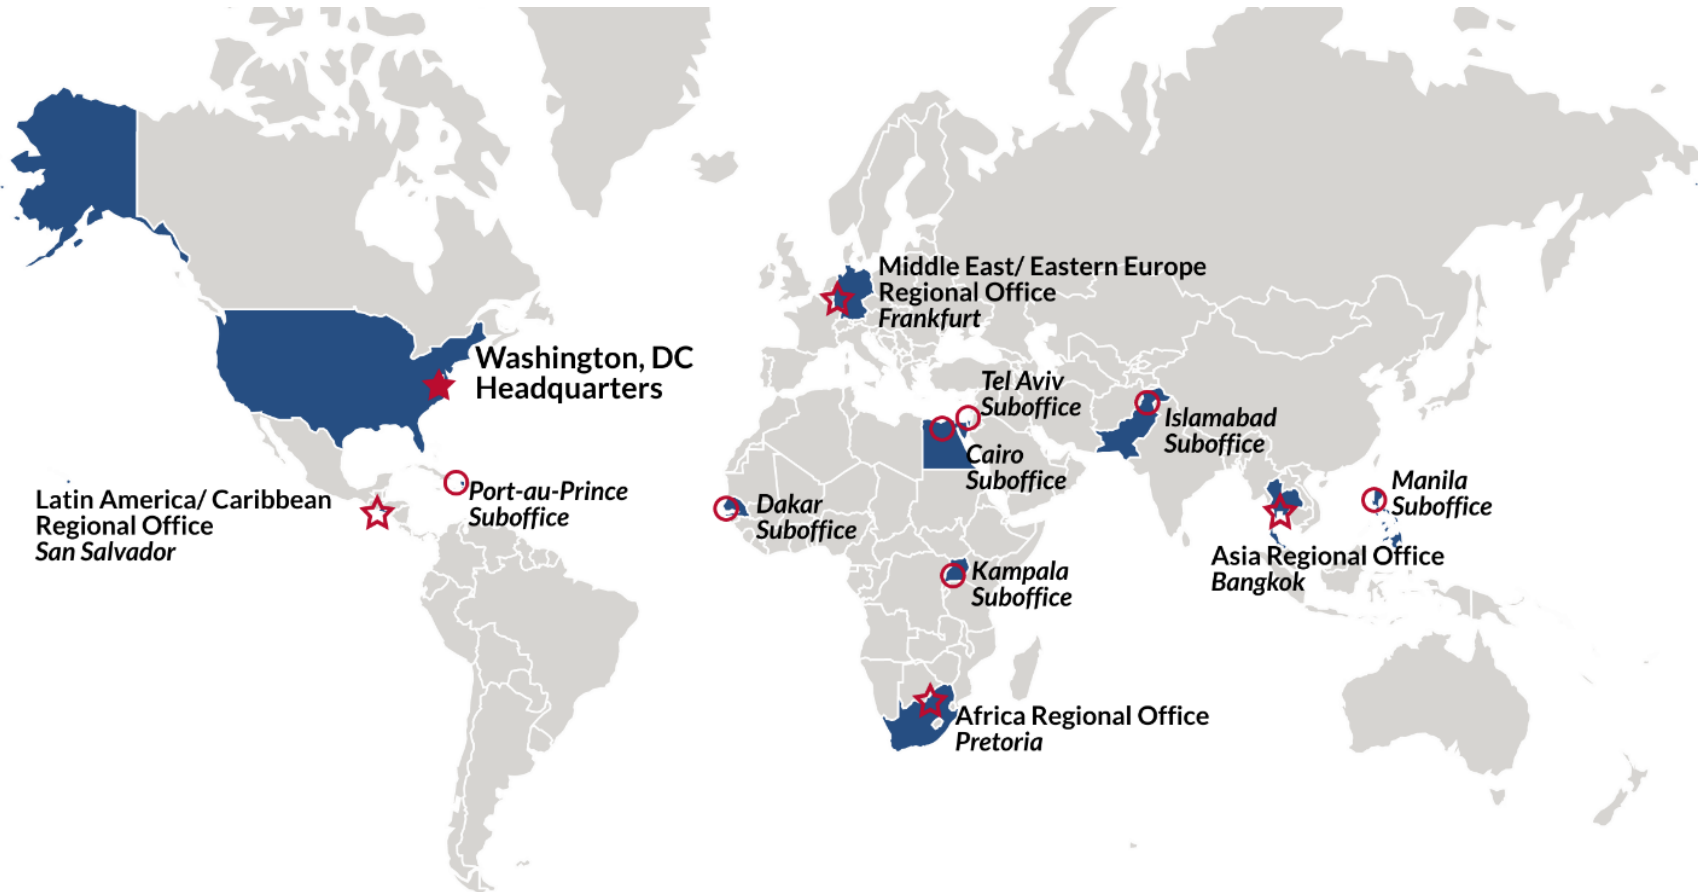 Middle East/ Eastern Europe
Regional Office
Frankfurt
Washington, DC
Headquarters
Tel Aviv
Suboffice
Islamabad
Suboffice
Cairo
Suboffice
Manila
Suboffice
Port-au-Prince
Suboffice
Latin America/ Caribbean
Regional Office
San Salvador
Dakar
Suboffice
Asia Regional Office
Bangkok
Kampala
Suboffice
Africa Regional Office
Pretoria